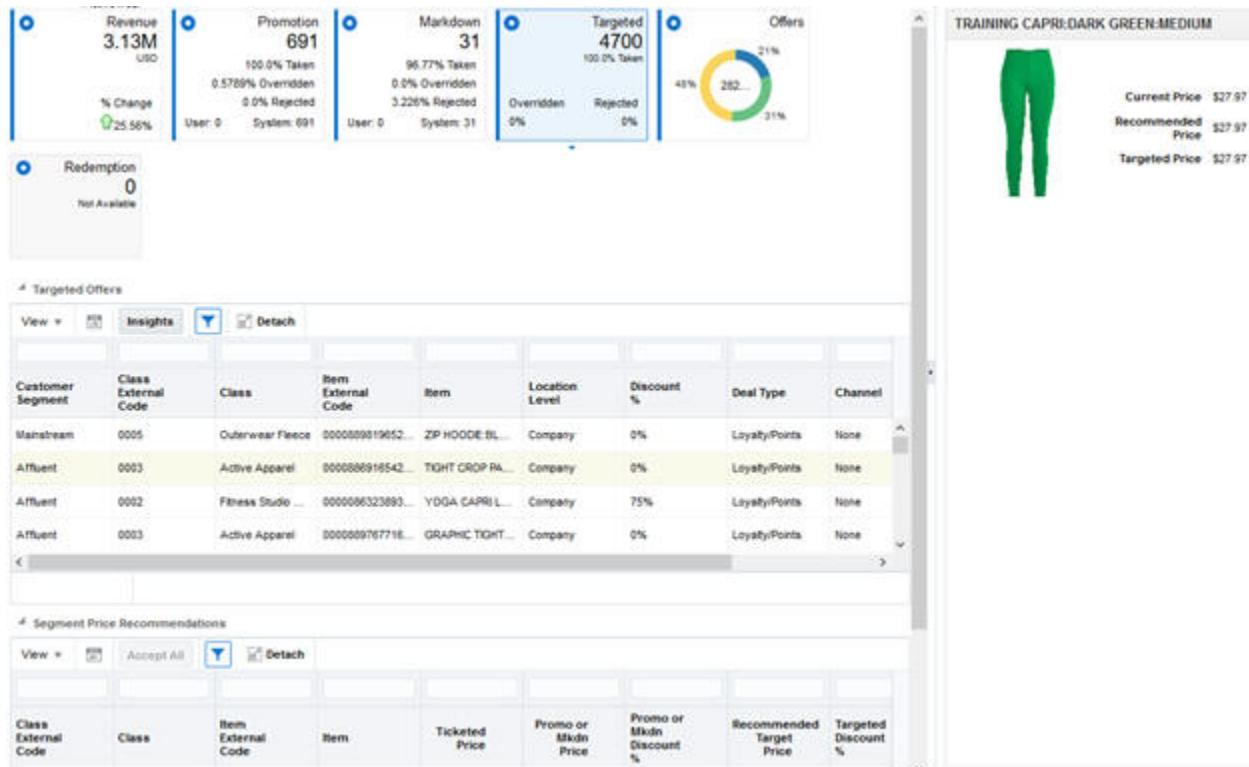 Revenue
3.13M
USD
% Change
25.56%
Promotion
691
100.0% Taken
0.5789% Overridden
0.0% Rejected
User: 0 System: 691
Markdown
31
96.77% Taken
0.0% Overridden
3.226% Rejected
User: 0 System: 31
Targeted
4700
100.0% Taken
Overridden Rejected
0% 0%
Offers
21%
48%
282...
31%
Redemption
0
Not Available
Targeted Offers
View Insights Detach
Customer Segment Class External Code Class Item External Code Item Location Level Discount % Deal Type Channel
Mainstream 0005 Outerwear Fleece 0000889819652... ZIP HOODIE:BL... Company 0% Loyalty/Points None
Affluent 0003 Active Apparel 0000886916542... TIGHT CROP PA... Company 0% Loyalty/Points None
Affluent 0002 Fitness Studio ... 0000086323893... YOGA CAPRI L... Company 75% Loyalty/Points None
Affluent 0003 Active Apparel 0000889767716... GRAPHIC TIGHT... Company 0% Loyalty/Points None
Segment Price Recommendations
View Accept All Detach
Class External Code Class Item External Code Item Ticketed Price Promo or Mkdn Price Promo or Mkdn Discount % Recommended Target Price Targeted Discount %
TRAINING CAPRI:DARK GREEN:MEDIUM
Current Price $27.97
Recommended Price $27.97
Targeted Price $27.97